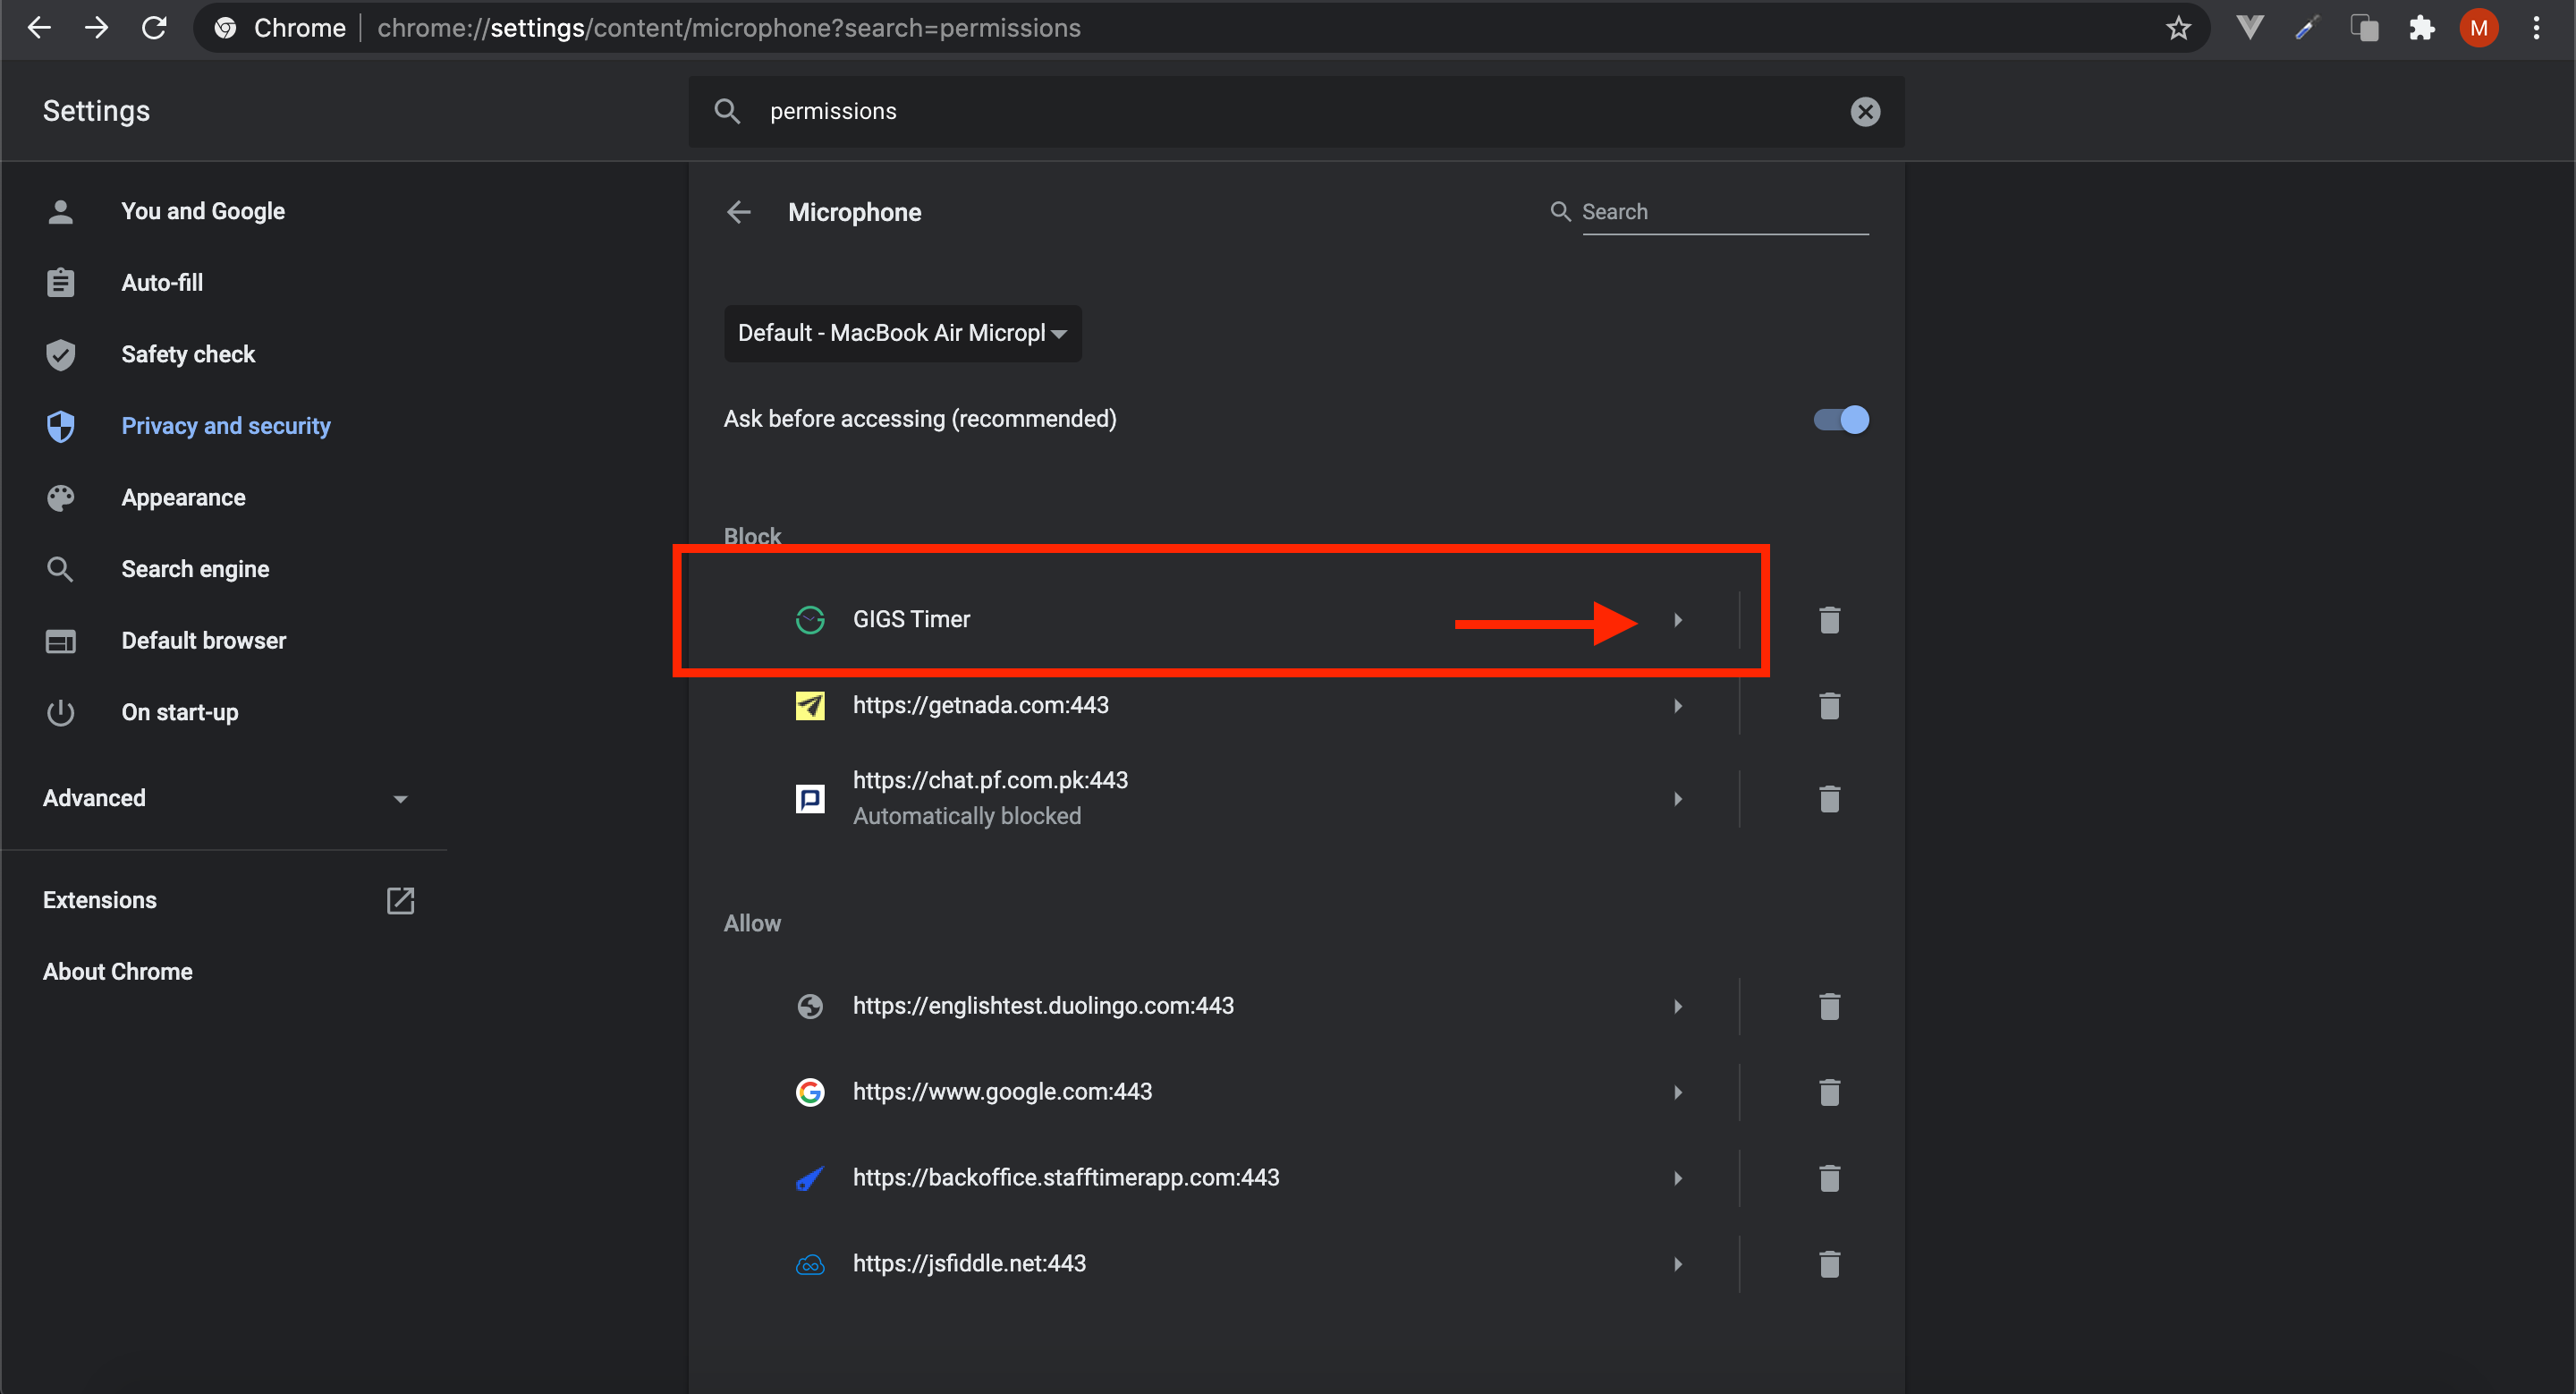 Chrome chrome://settings/content/microphone?search=permissions
M
Settings
permissions
You and Google
Auto-fill
Safety check
Privacy and security
Appearance
Search engine
Default browser
On start-up
Advanced
Extensions
About Chrome
Microphone
Search
Default - MacBook Air Micropl
Ask before accessing (recommended)
Block
GIGS Timer
https://getnada.com:443
https://chat.pf.com.pk:443
Automatically blocked
Allow
https://englishtest.duolingo.com:443
https://www.google.com:443
https://backoffice.stafftimerapp.com:443
https://jsfiddle.net:443